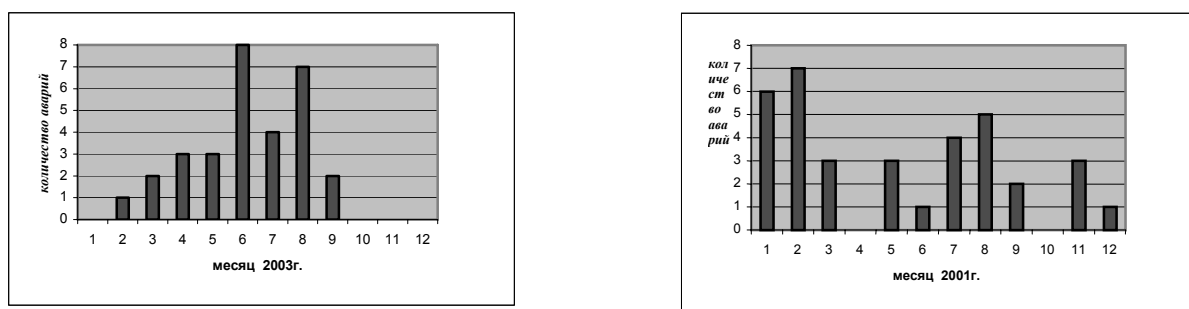 количество аварий
8
7
6
5
4
3
2
1
0
1 2 3 4 5 6 7 8 9 10 11 12
месяц 2003г.
кол
иче
ст
во
ава
рий
8
7
6
5
4
3
2
1
0
1 2 3 4 5 6 7 8 9 10 11 12
месяц 2001г.